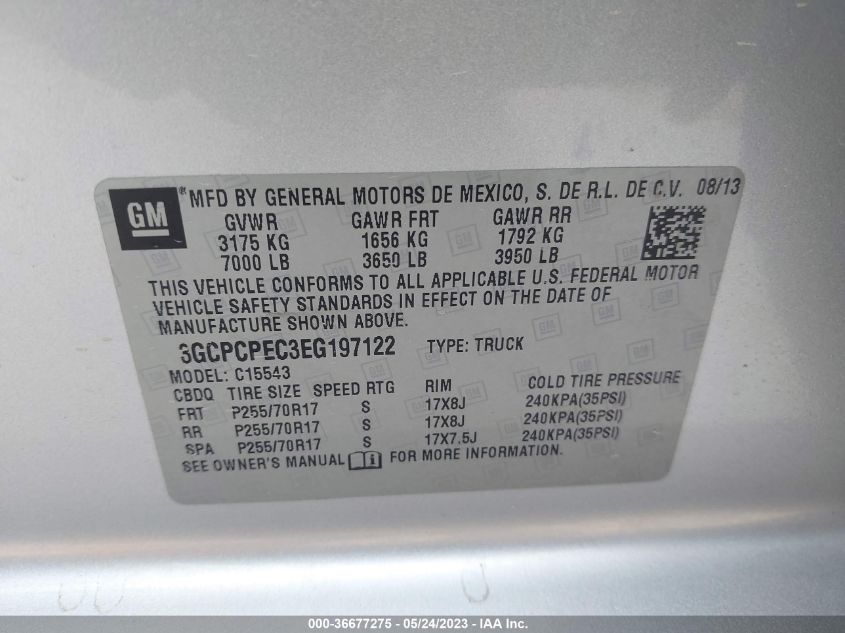 GM ® MFD BY GENERAL MOTORS DE MEXICO, S. DE R.L. DE C.V. 08/13
GVWR GAWR FRT GAWR RR
3175 KG 1656 KG 1792 KG
7000 LB 3650 LB 3950 LB
THIS VEHICLE CONFORMS TO ALL APPLICABLE U.S. FEDERAL MOTOR
VEHICLE SAFETY STANDARDS IN EFFECT ON THE DATE OF
MANUFACTURE SHOWN ABOVE.
3GCPCPEC3EG197122 TYPE: TRUCK
MODEL: C15543
CBDQ TIRE SIZE SPEED RTG RIM COLD TIRE PRESSURE
FRT P255/70R17 S 17X8J 240KPA(35PSI)
RR P255/70R17 S 17X8J 240KPA(35PSI)
SPA P255/70R17 S 17X7.5J 240KPA(35PSI)
SEE OWNER'S MANUAL FOR MORE INFORMATION.
000-36677275 - 05/24/2023 - IAA Inc.